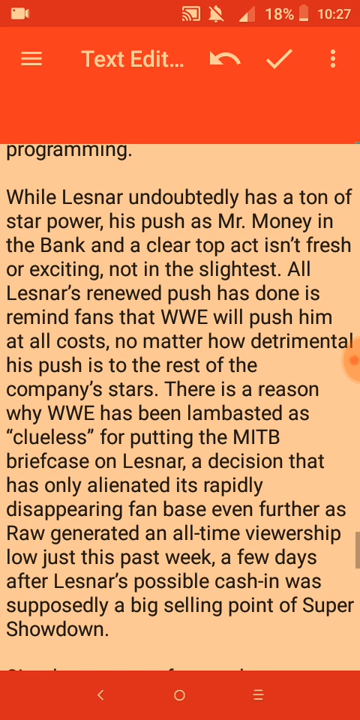 18% 10:27
Text Edit...
programming.
While Lesnar undoubtedly has a ton of
star power, his push as Mr. Money in
the Bank and a clear top act isn’t fresh
or exciting, not in the slightest. All
Lesnar’s renewed push has done is
remind fans that WWE will push him
at all costs, no matter how detrimental
his push is to the rest of the
company’s stars. There is a reason
why WWE has been lambasted as
“clueless” for putting the MITB
briefcase on Lesnar, a decision that
has only alienated its rapidly
disappearing fan base even further as
Raw generated an all-time viewership
low just this past week, a few days
after Lesnar’s possible cash-in was
supposedly a big selling point of Super
Showdown.